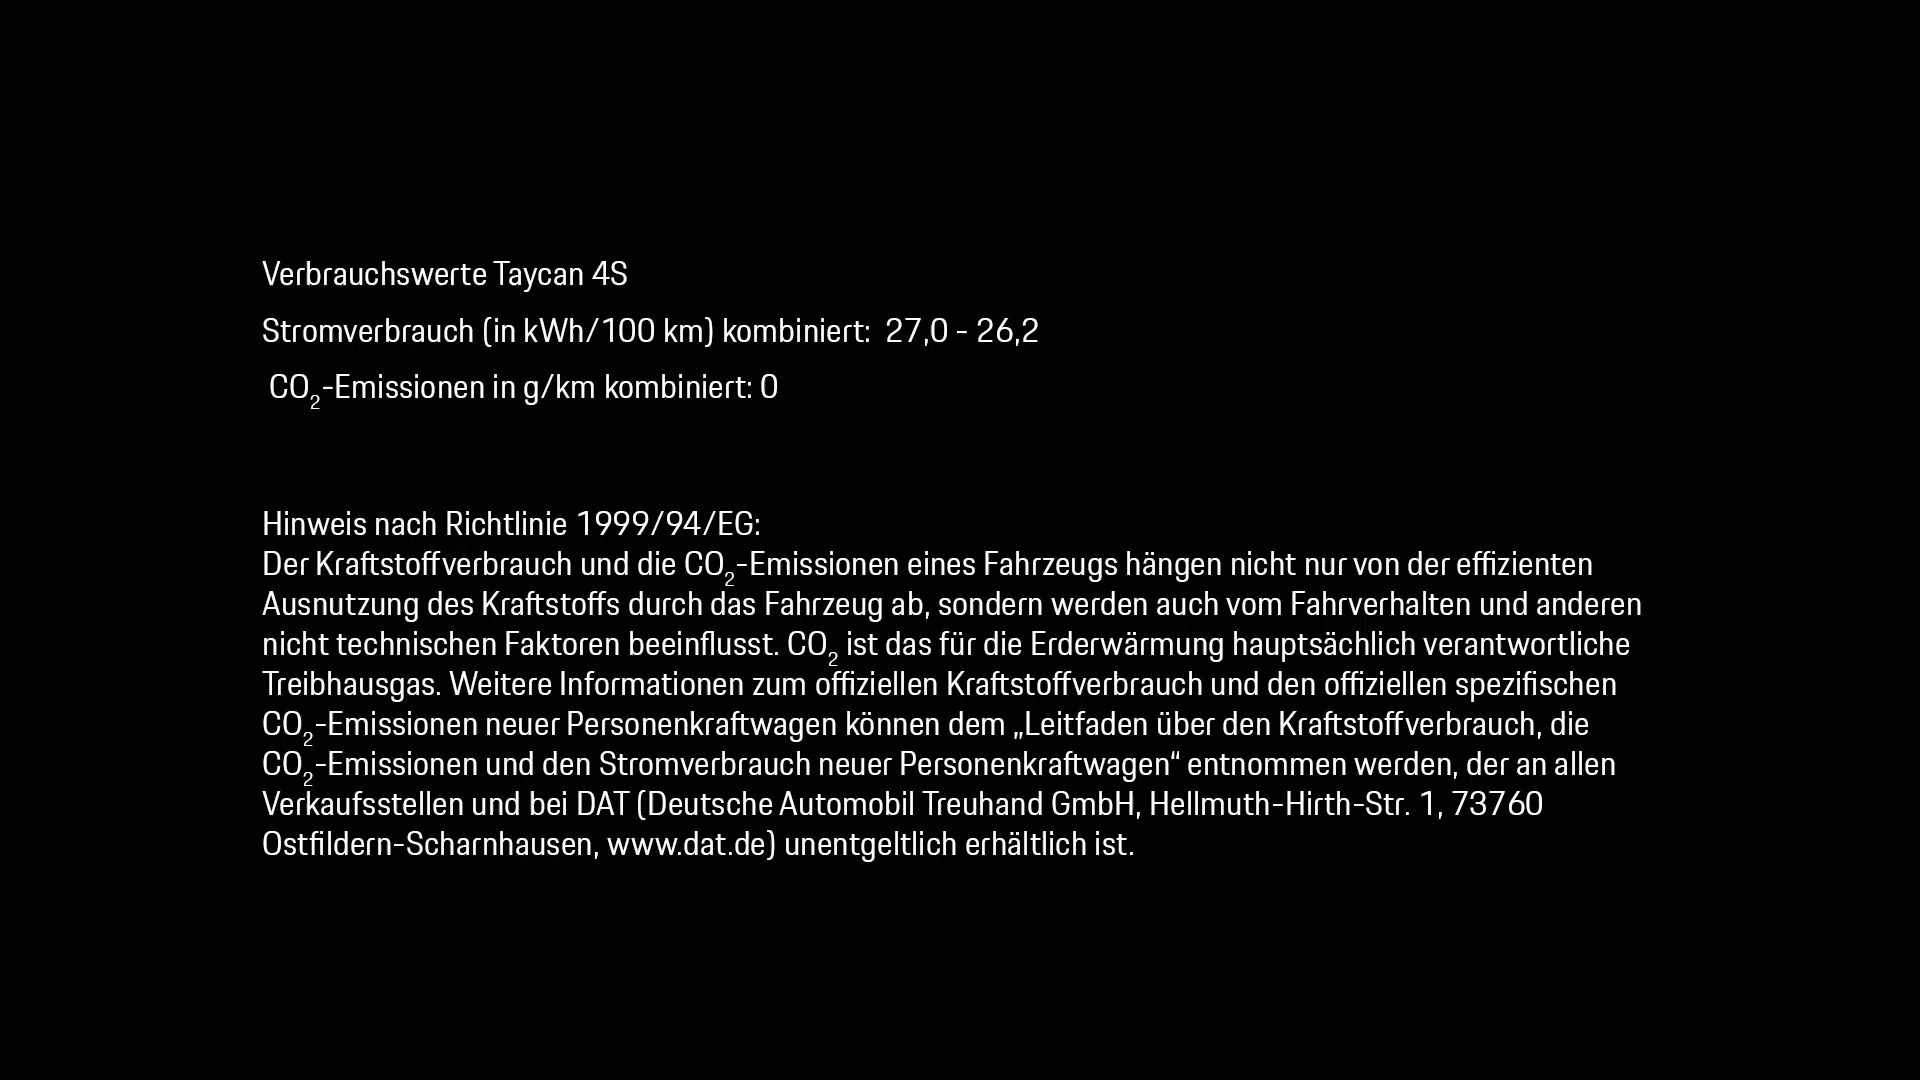 Verbrauchswerte Taycan 4S
Stromverbrauch (in kWh/100 km) kombiniert:  27,0 - 26,2
CO₂-Emissionen in g/km kombiniert: 0
Hinweis nach Richtlinie 1999/94/EG:
Der Kraftstoffverbrauch und die CO₂-Emissionen eines Fahrzeugs hängen nicht nur von der effizienten
Ausnutzung des Kraftstoffs durch das Fahrzeug ab, sondern werden auch vom Fahrverhalten und anderen
nicht technischen Faktoren beeinflusst. CO₂ ist das für die Erderwärmung hauptsächlich verantwortliche
Treibhausgas. Weitere Informationen zum offiziellen Kraftstoffverbrauch und den offiziellen spezifischen
CO₂-Emissionen neuer Personenkraftwagen können dem „Leitfaden über den Kraftstoffverbrauch, die
CO₂-Emissionen und den Stromverbrauch neuer Personenkraftwagen“ entnommen werden, der an allen
Verkaufsstellen und bei DAT (Deutsche Automobil Treuhand GmbH, Hellmuth-Hirth-Str. 1, 73760
Ostfildern-Scharnhausen, www.dat.de) unentgeltlich erhältlich ist.